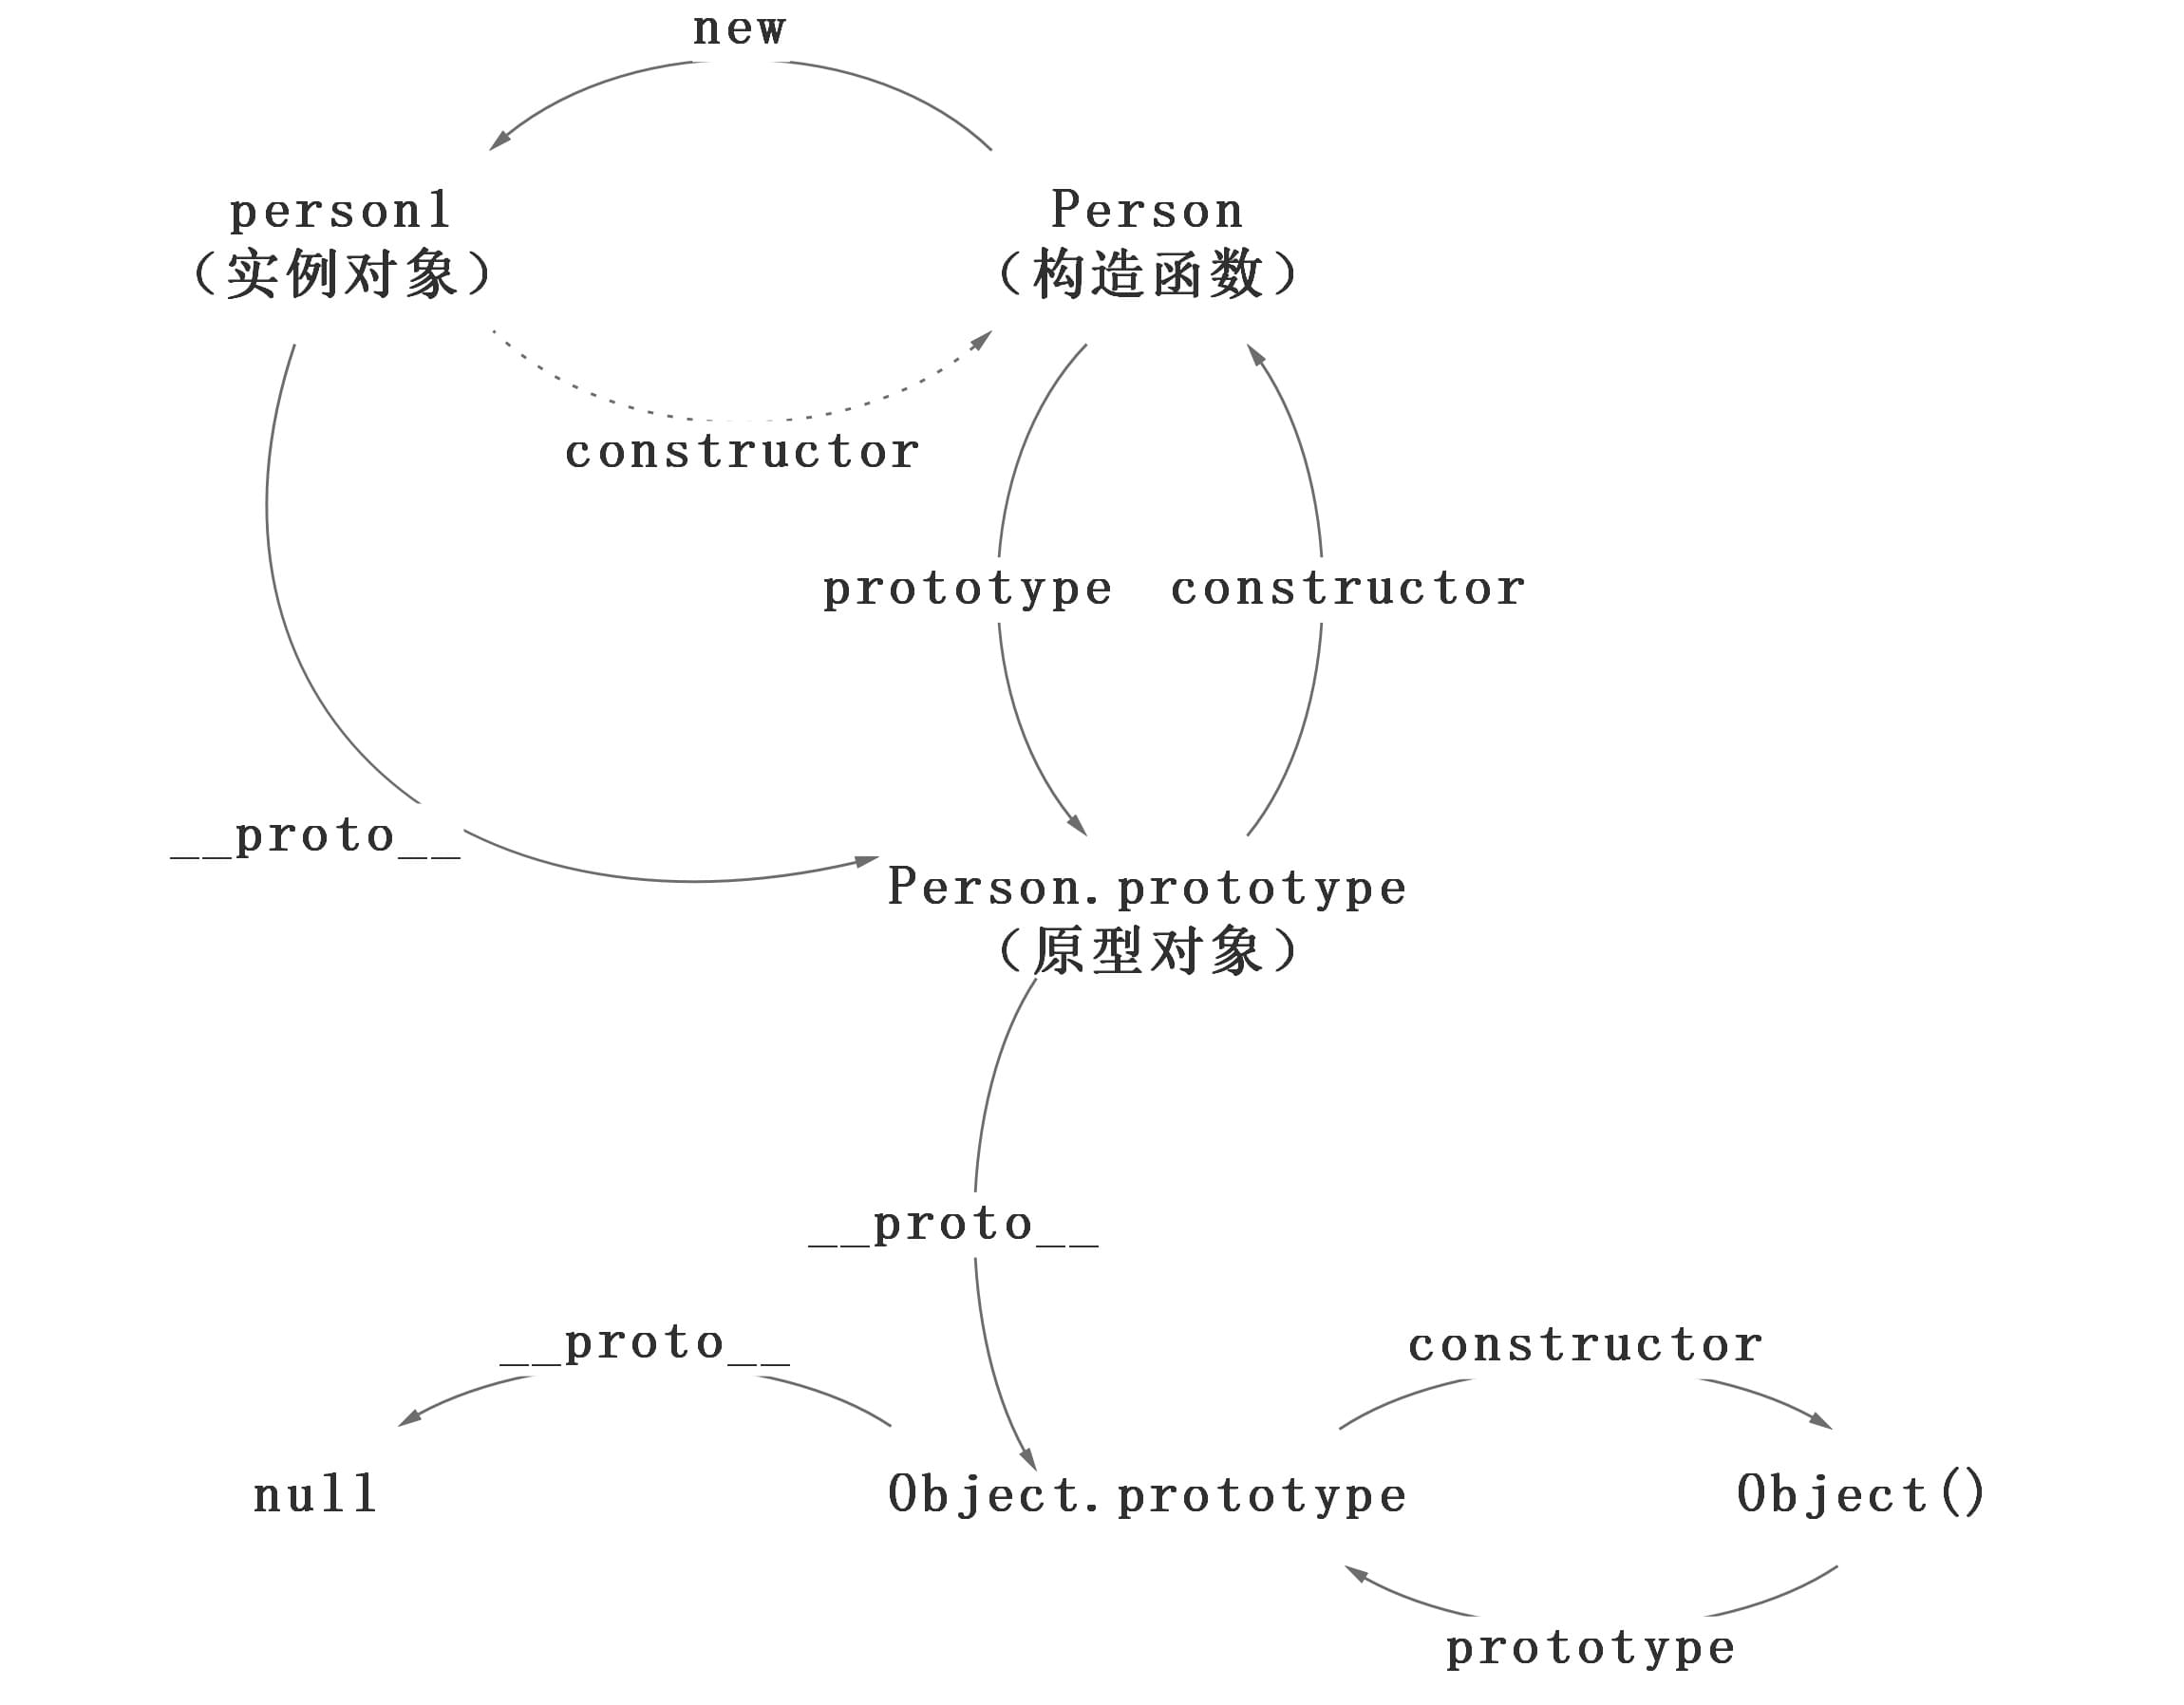 new
person1
（实例对象）
Person
（构造函数）
constructor
prototype
constructor
__proto__
Person.prototype
（原型对象）
__proto__
__proto__
constructor
null
Object.prototype
Object()
prototype